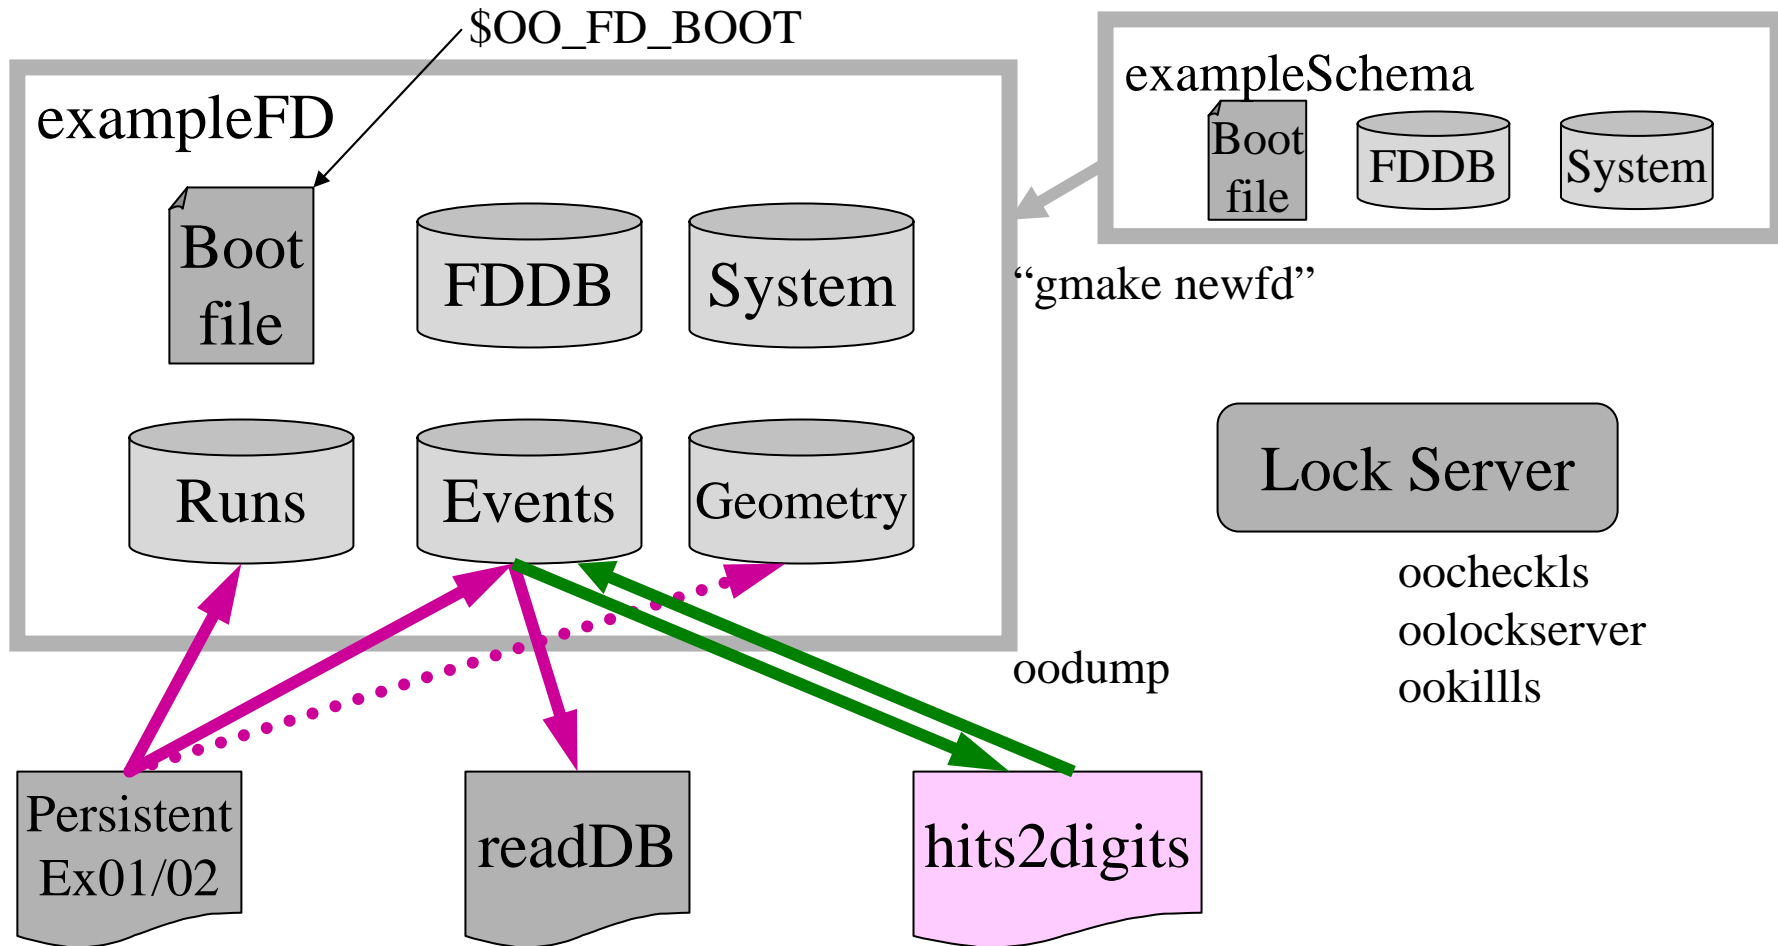 $OO_FD_BOOT
exampleFD
Boot
file
FDDB
System
Runs
Events
Geometry
exampleSchema
Boot
file
FDDB
System
“gmake newfd”
Lock Server
oocheckls
oolockserver
ookillls
oodump
Persistent
Ex01/02
readDB
hits2digits